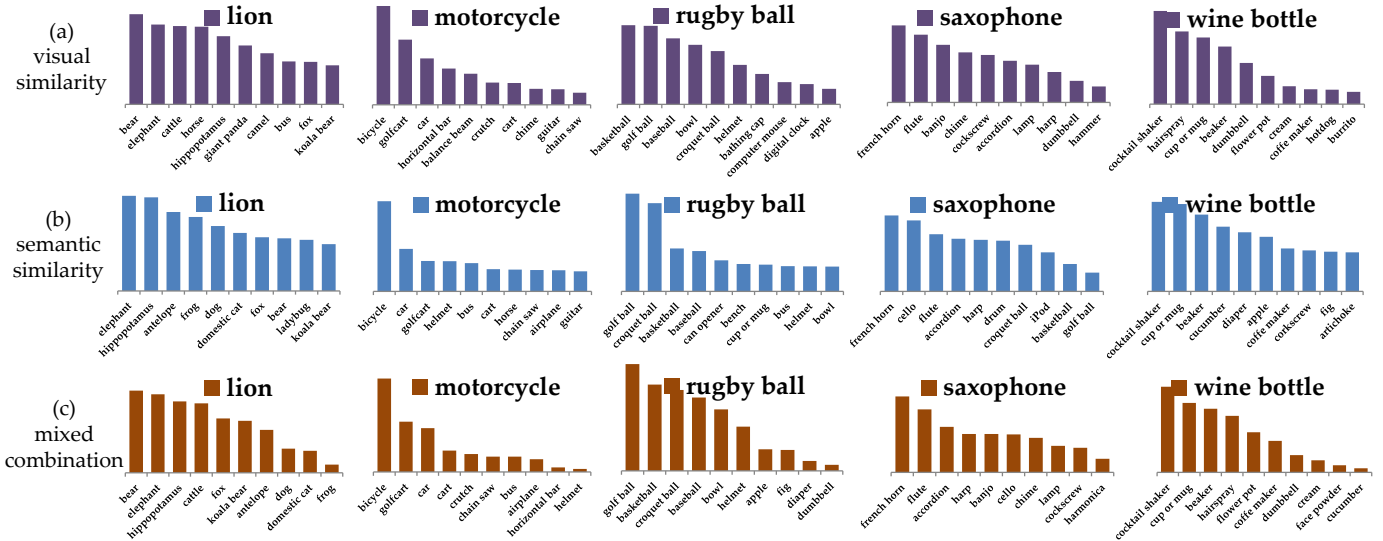 (a)
visual
similarity
lion
bear
elephant
cattle
horse
hippopotamus
giant panda
camel
bus
fox
koala bear
motorcycle
bicycle
golfcart
car
horizontal bar
balance beam
crutch
cart
chime
guitar
chain saw
rugby ball
basketball
golf ball
baseball
bowl
croquet ball
helmet
bathing cap
computer mouse
digital clock
apple
saxophone
french horn
flute
banjo
chime
cockscrew
accordion
lamp
harp
dumbbell
hammer
wine bottle
cocktail shaker
hairspray
cup or mug
beaker
dumbbell
flower pot
cream
coffe maker
hotdog
burrito
(b)
semantic
similarity
lion
elephant
hippopotamus
antelope
frog
dog
domestic cat
fox
bear
ladybug
koala bear
motorcycle
bicycle
car
golfcart
helmet
bus
cart
horse
chain saw
airplane
guitar
rugby ball
golf ball
croquet ball
basketball
baseball
can opener
bench
cup or mug
bus
helmet
bowl
saxophone
french horn
cello
flute
accordion
harp
drum
croquet ball
iPod
basketball
golf ball
wine bottle
cocktail shaker
cup or mug
beaker
cucumber
diaper
apple
coffe maker
corkscrew
fig
artichoke
(c)
mixed
combination
lion
bear
elephant
hippopotamus
cattle
fox
koala bear
antelope
dog
domestic cat
frog
motorcycle
bicycle
golfcart
car
cart
crutch
chain saw
bus
airplane
horizontal bar
helmet
rugby ball
golf ball
basketball
croquet ball
baseball
bowl
helmet
apple
fig
diaper
dumbbell
saxophone
french horn
flute
accordion
harp
banjo
cello
chime
lamp
cockscrew
harmonica
wine bottle
cocktail shaker
cup or mug
beaker
hairspray
flower pot
coffe maker
dumbbell
cream
face powder
cucumber